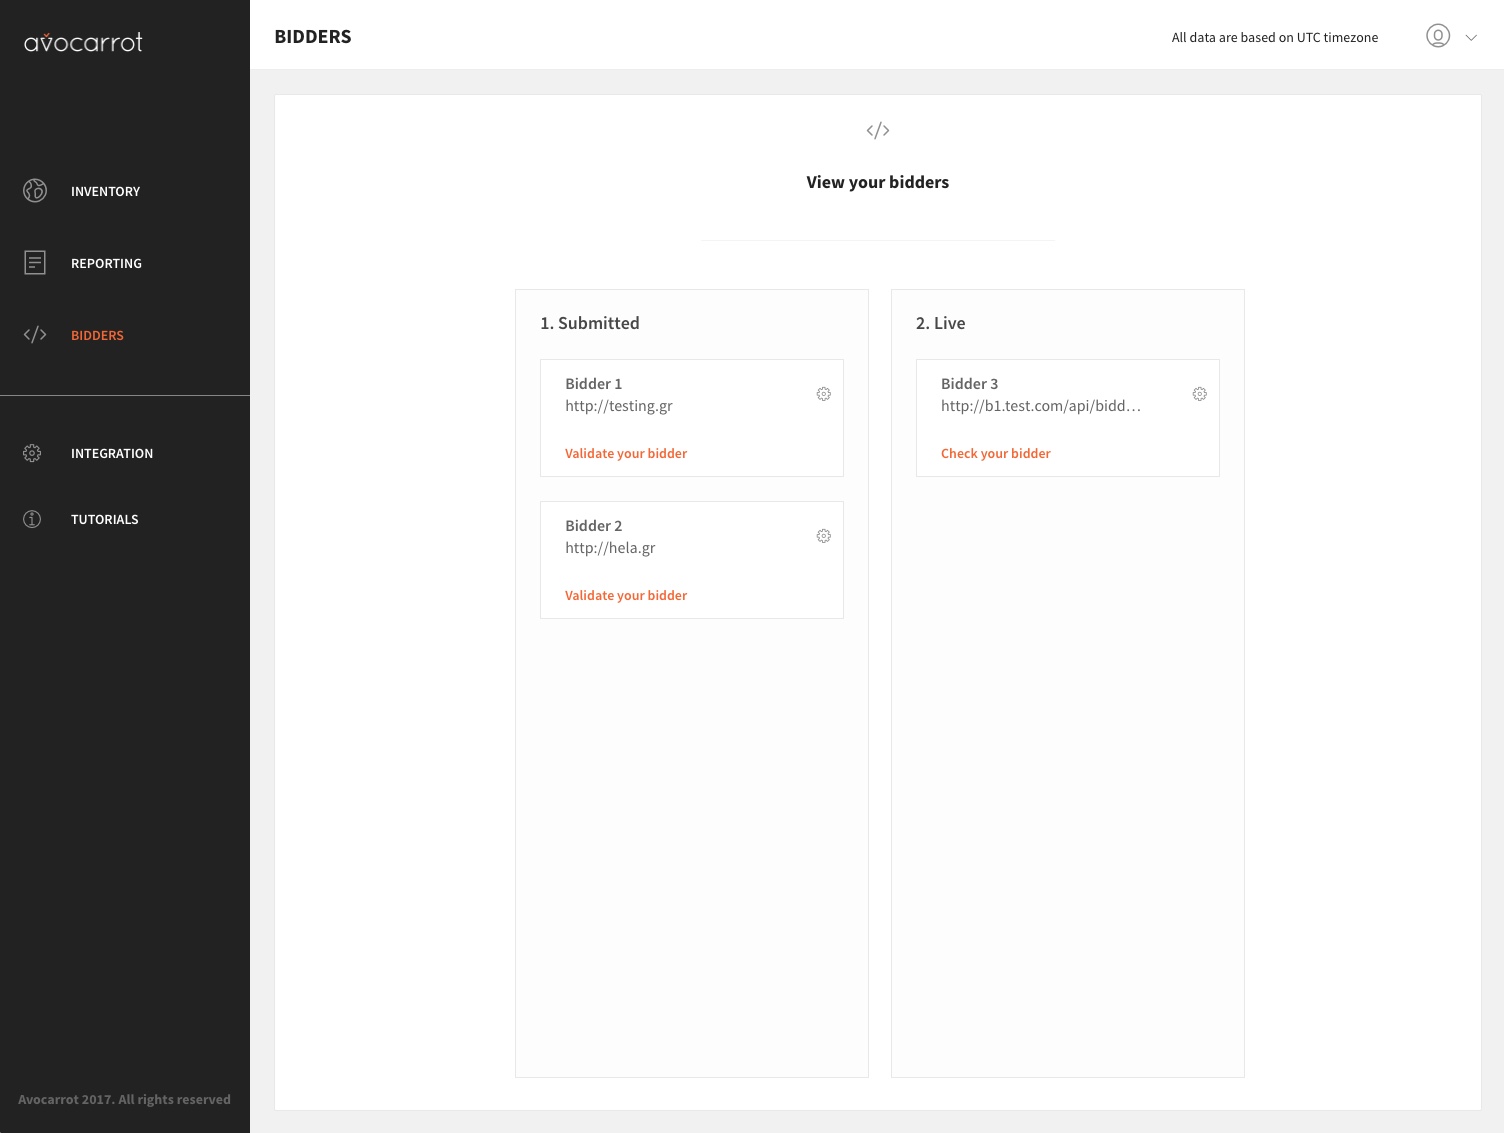 avocarrot
BIDDERS
All data are based on UTC timezone
INVENTORY
REPORTING
BIDDERS
INTEGRATION
TUTORIALS
Avocarrot 2017. All rights reserved
</>
View your bidders
1. Submitted
Bidder 1
http://testing.gr
Validate your bidder
Bidder 2
http://hela.gr
Validate your bidder
2. Live
Bidder 3
http://b1.test.com/api/bidd...
Check your bidder